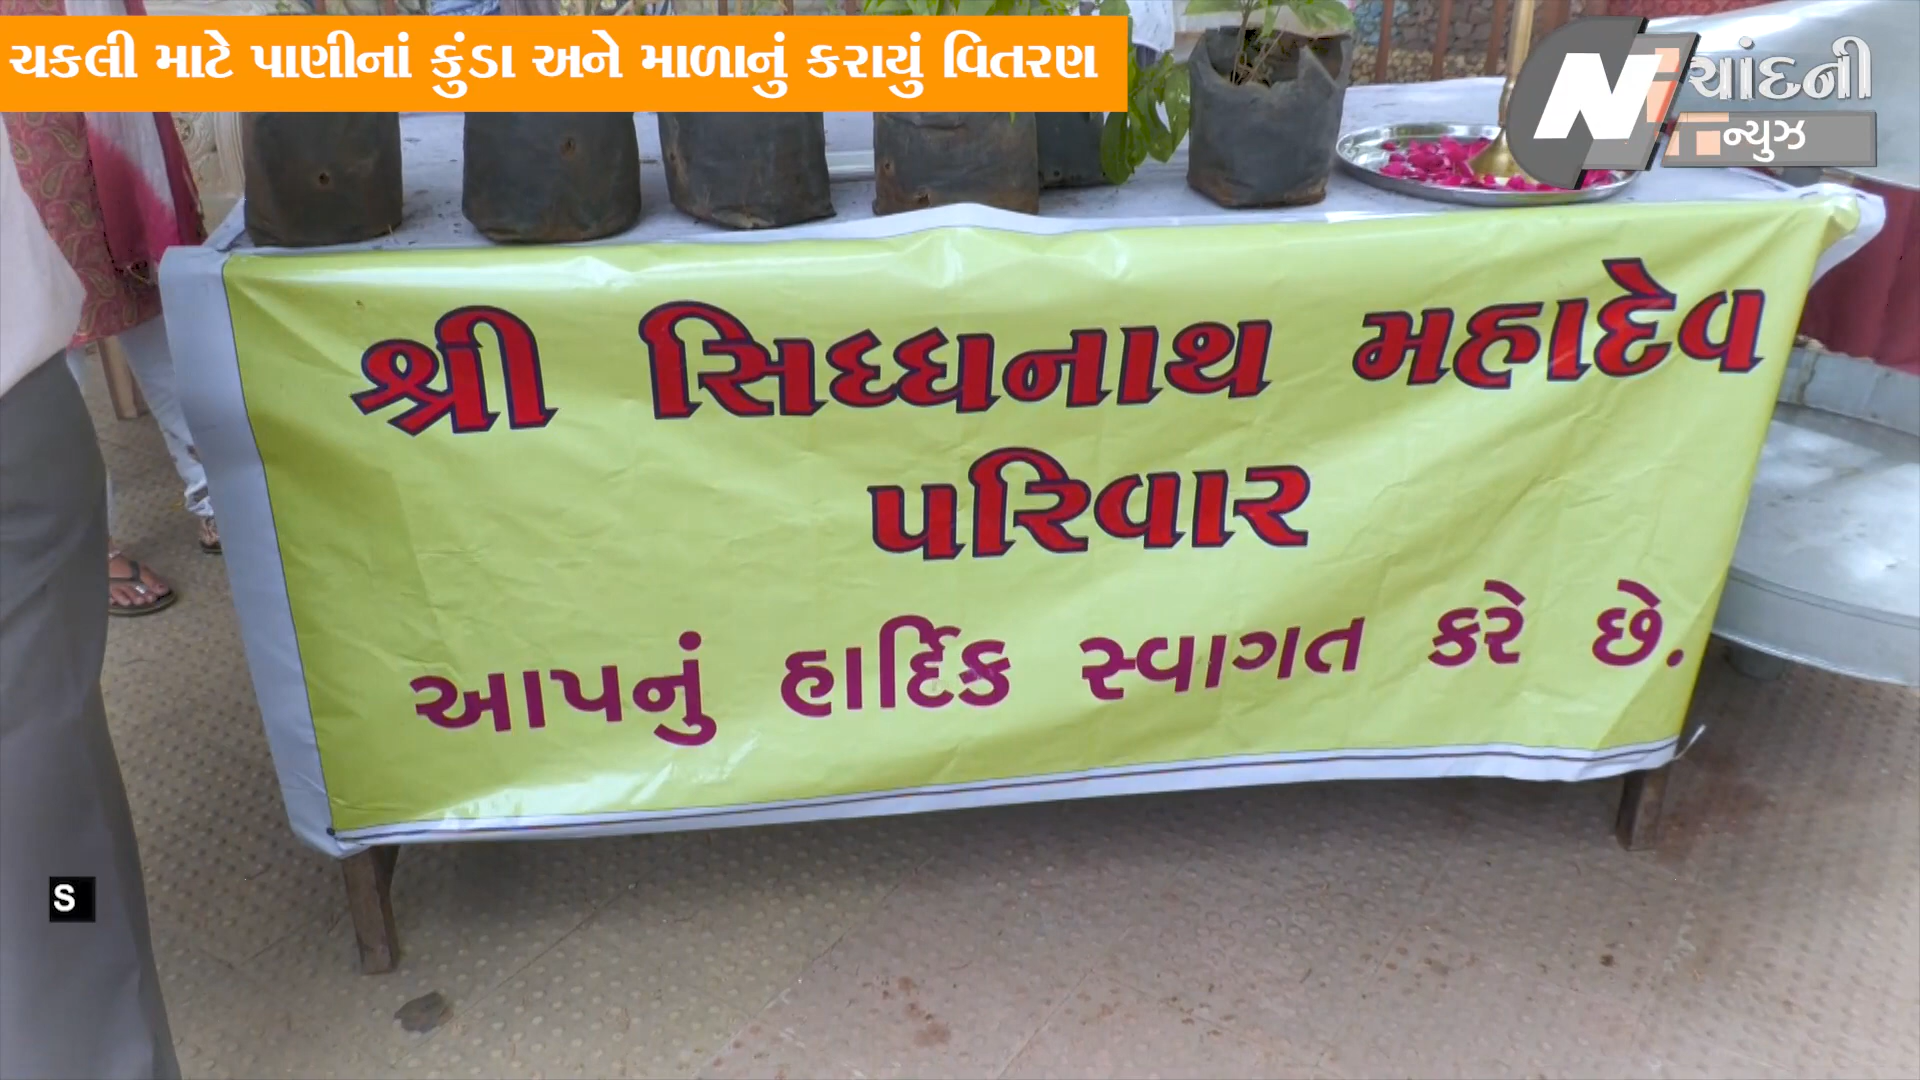 ચકલી માટે પાણીનાં કુંડા અને માળાનું કરાયું વિતરણ
N ચાંદની
ન્યુઝ
શ્રી સિધ્ધનાથ મહાદેવ
પરિવાર
આપનું હાર્દિક સ્વાગત કરે છે.
S